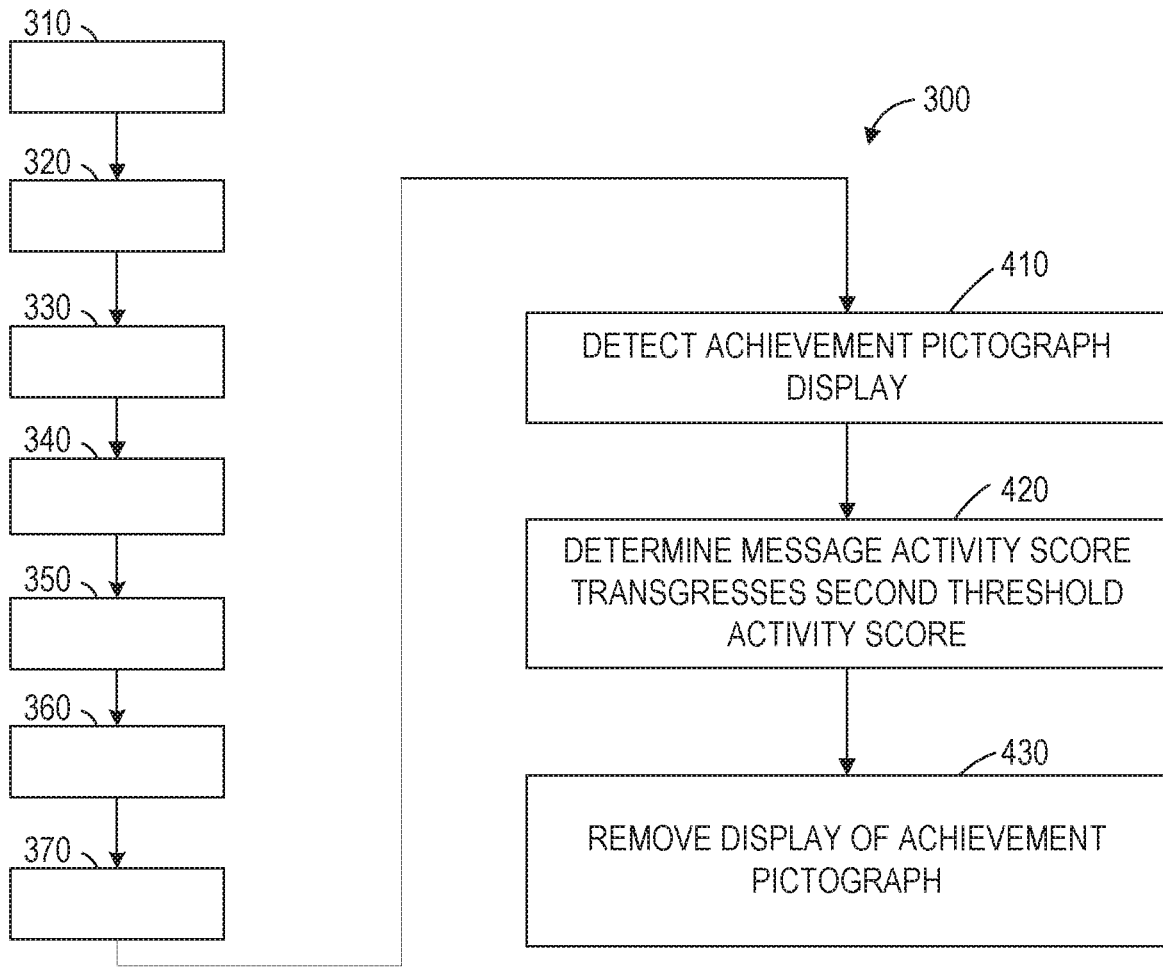 310
320
330
340
350
360
370
300
410
DETECT ACHIEVEMENT PICTOGRAPH
DISPLAY
420
DETERMINE MESSAGE ACTIVITY SCORE
TRANSGRESSES SECOND THRESHOLD
ACTIVITY SCORE
430
REMOVE DISPLAY OF ACHIEVEMENT
PICTOGRAPH